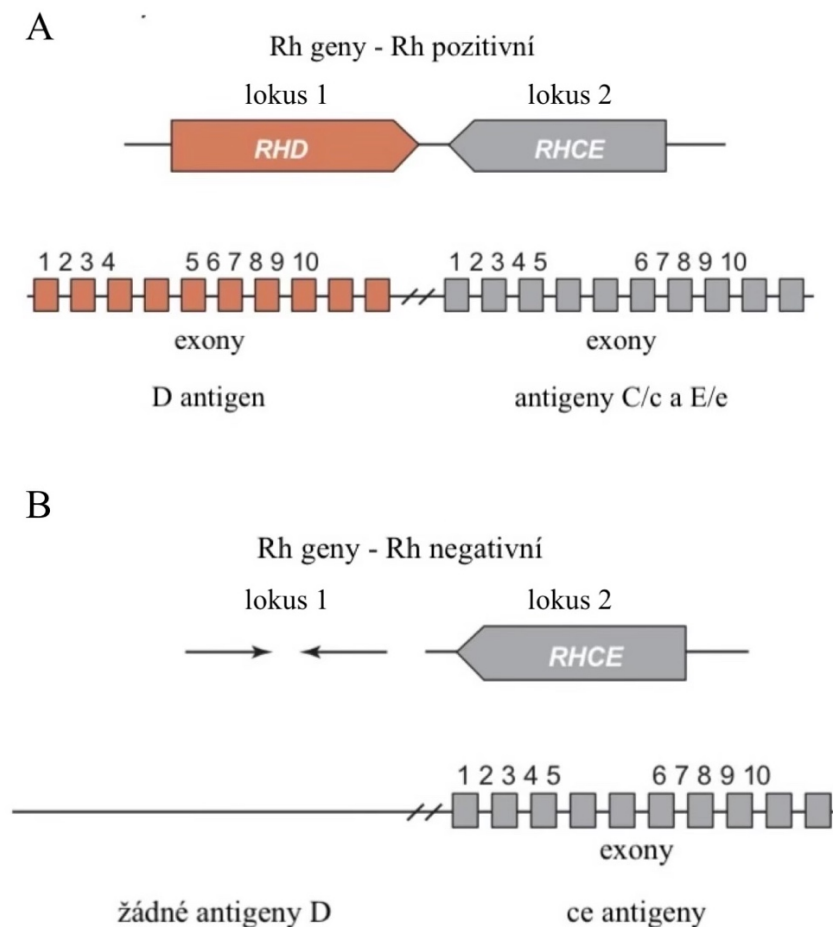 A
Rh geny - Rh pozitivní
lokus 1 lokus 2
RHD RHCE
1 2 3 4 5 6 7 8 9 10 1 2 3 4 5 6 7 8 9 10
exony exony
D antigen antigeny C/c a E/e
B
Rh geny - Rh negativní
lokus 1 lokus 2
RHCE
1 2 3 4 5 6 7 8 9 10
exony
žádné antigeny D ce antigeny